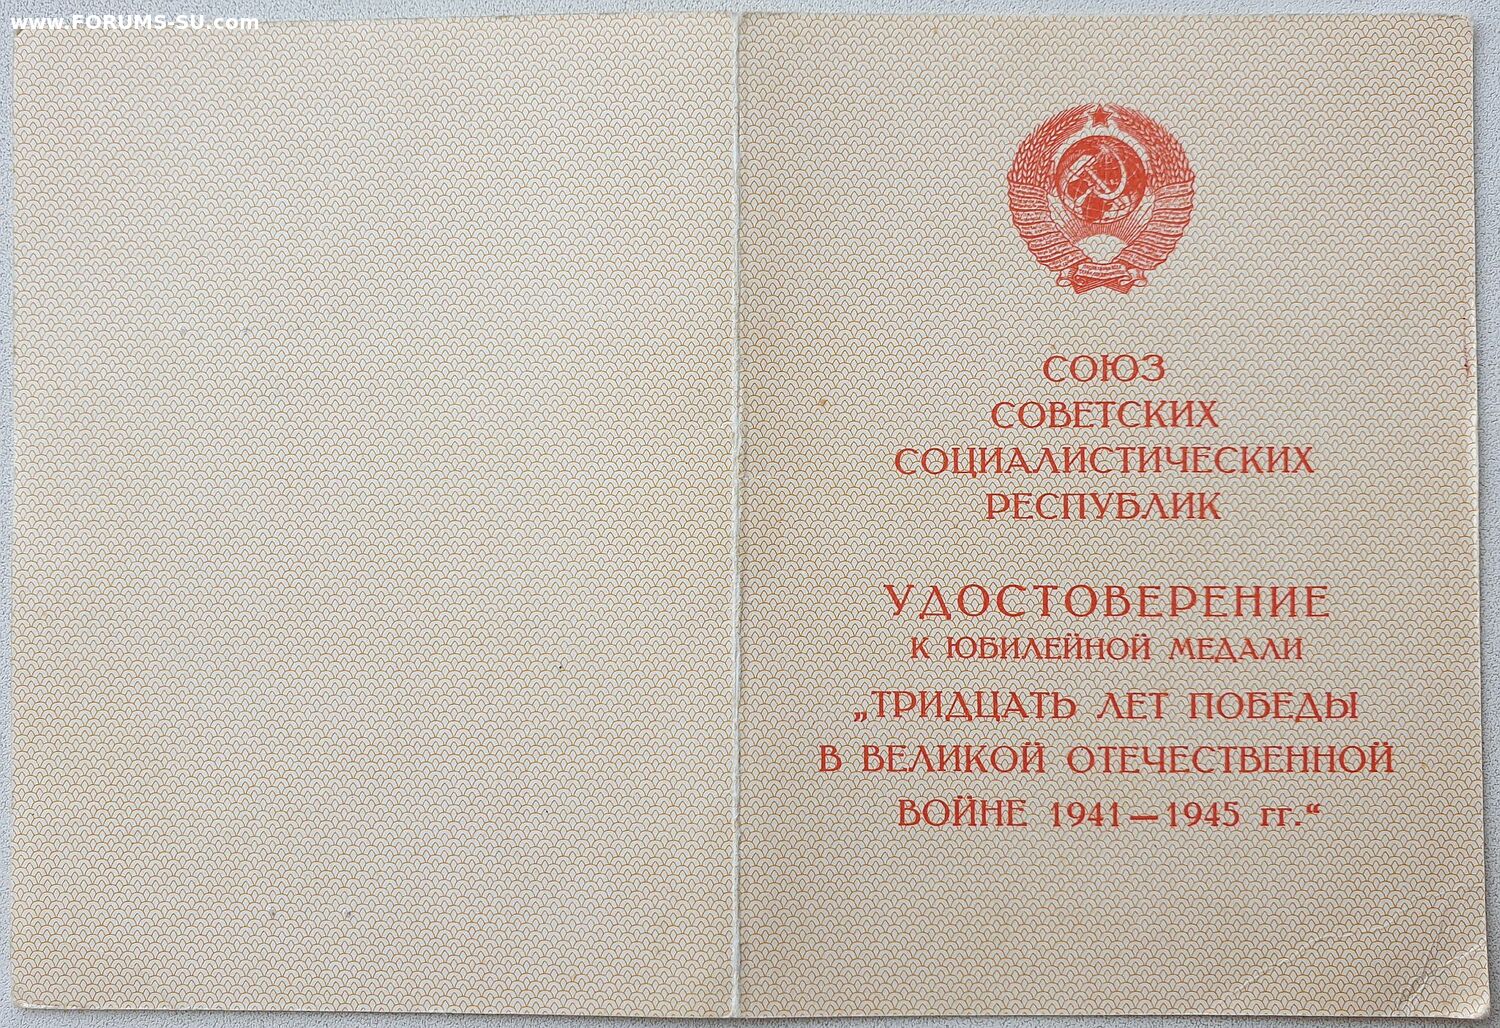 www.FORUMS-SU.com
СОЮЗ
СОВЕТСКИХ
СОЦИАЛИСТИЧЕСКИХ
РЕСПУБЛИК
УДОСТОВЕРЕНИЕ
К ЮБИЛЕЙНОЙ МЕДАЛИ
„ТРИДЦАТЬ ЛЕТ ПОБЕДЫ
В ВЕЛИКОЙ ОТЕЧЕСТВЕННОЙ
ВОЙНЕ 1941—1945 гг.“